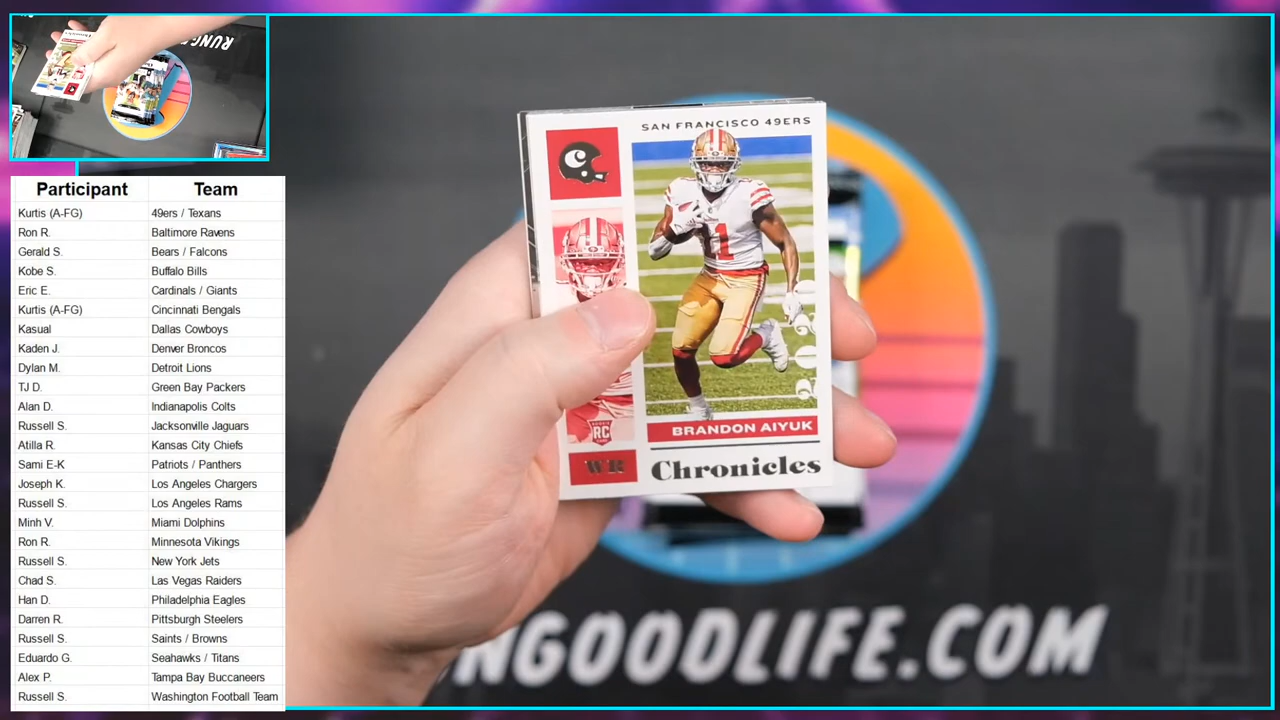 RUNGOODLIFE
Participant Team
Kurtis (A-FG) 49ers / Texans
Ron R. Baltimore Ravens
Gerald S. Bears / Falcons
Kobe S. Buffalo Bills
Eric E. Cardinals / Giants
Kurtis (A-FG) Cincinnati Bengals
Kasual Dallas Cowboys
Kaden J. Denver Broncos
Dylan M. Detroit Lions
TJ D. Green Bay Packers
Alan D. Indianapolis Colts
Russell S. Jacksonville Jaguars
Atilla R. Kansas City Chiefs
Sami E-K Patriots / Panthers
Joseph K. Los Angeles Chargers
Russell S. Los Angeles Rams
Minh V. Miami Dolphins
Ron R. Minnesota Vikings
Russell S. New York Jets
Chad S. Las Vegas Raiders
Han D. Philadelphia Eagles
Darren R. Pittsburgh Steelers
Russell S. Saints / Browns
Eduardo G. Seahawks / Titans
Alex P. Tampa Bay Buccaneers
Russell S. Washington Football Team
SAN FRANCISCO 49ERS
C
11
2020
BRANDON AIYUK
ROOKIE
RC
WR
Chronicles
NGOODLIFE.COM